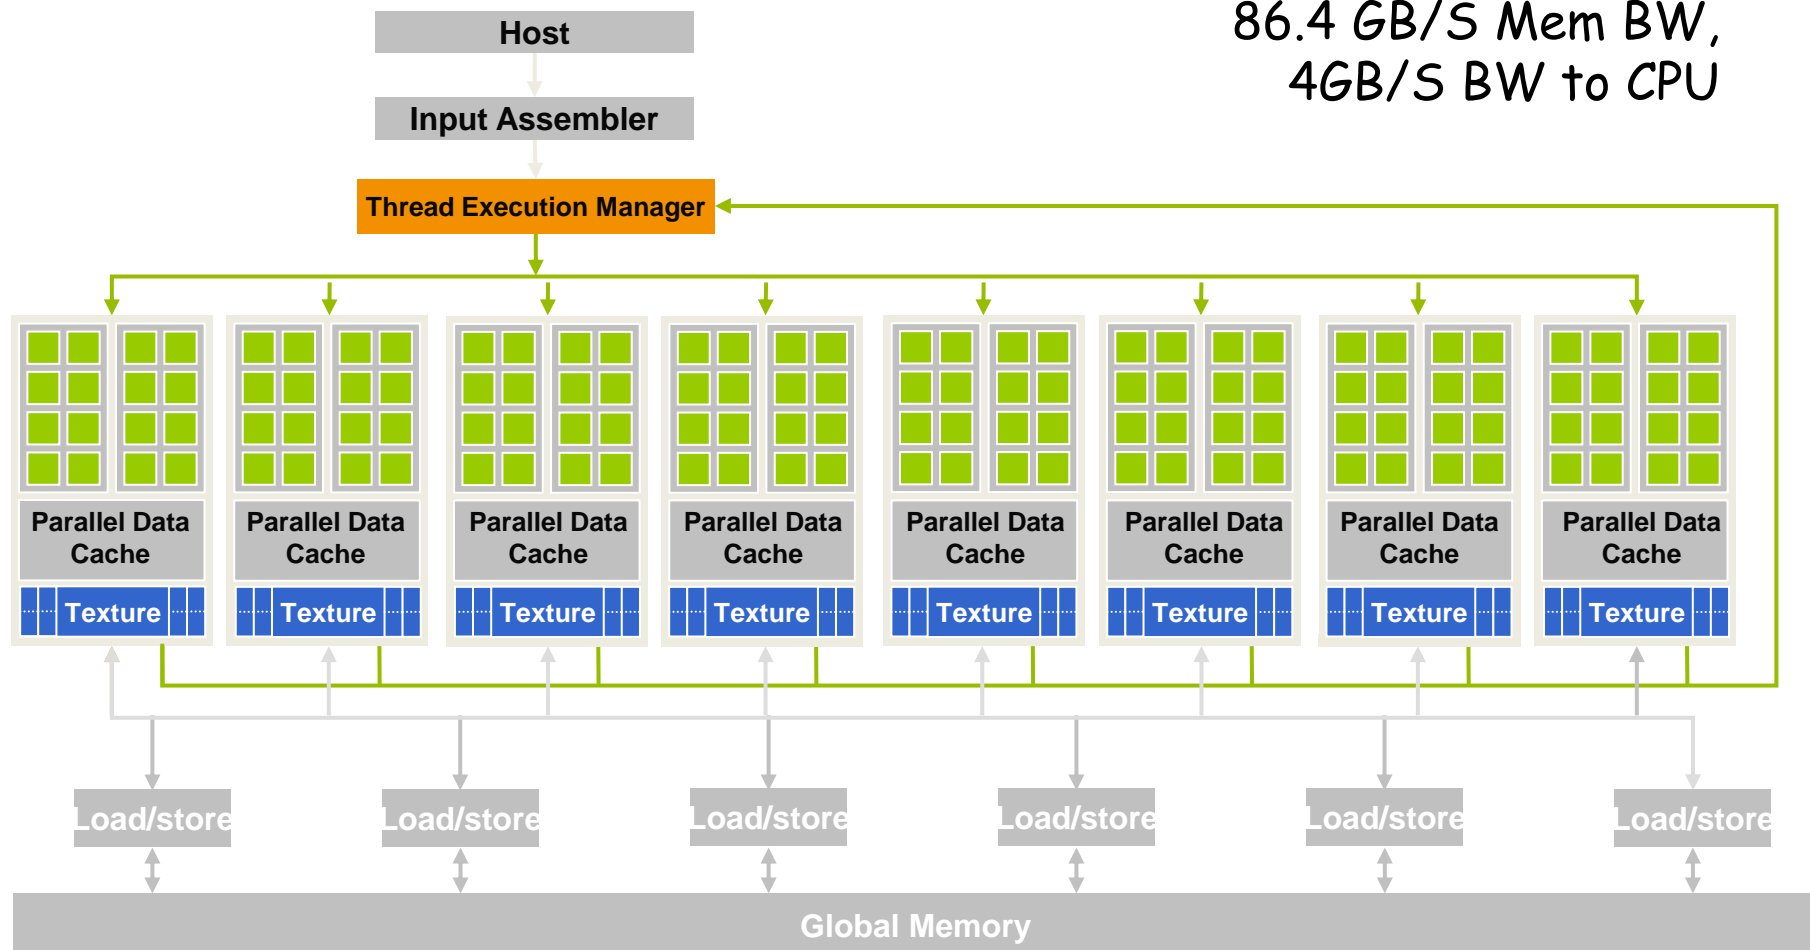 86.4 GB/S Mem BW,
4GB/S BW to CPU
Host
Input Assembler
Thread Execution Manager
Parallel Data
Cache
Parallel Data
Cache
Parallel Data
Cache
Parallel Data
Cache
Parallel Data
Cache
Parallel Data
Cache
Parallel Data
Cache
Parallel Data
Cache
Texture
Texture
Texture
Texture
Texture
Texture
Texture
Texture
Load/store
Load/store
Load/store
Load/store
Load/store
Load/store
Global Memory